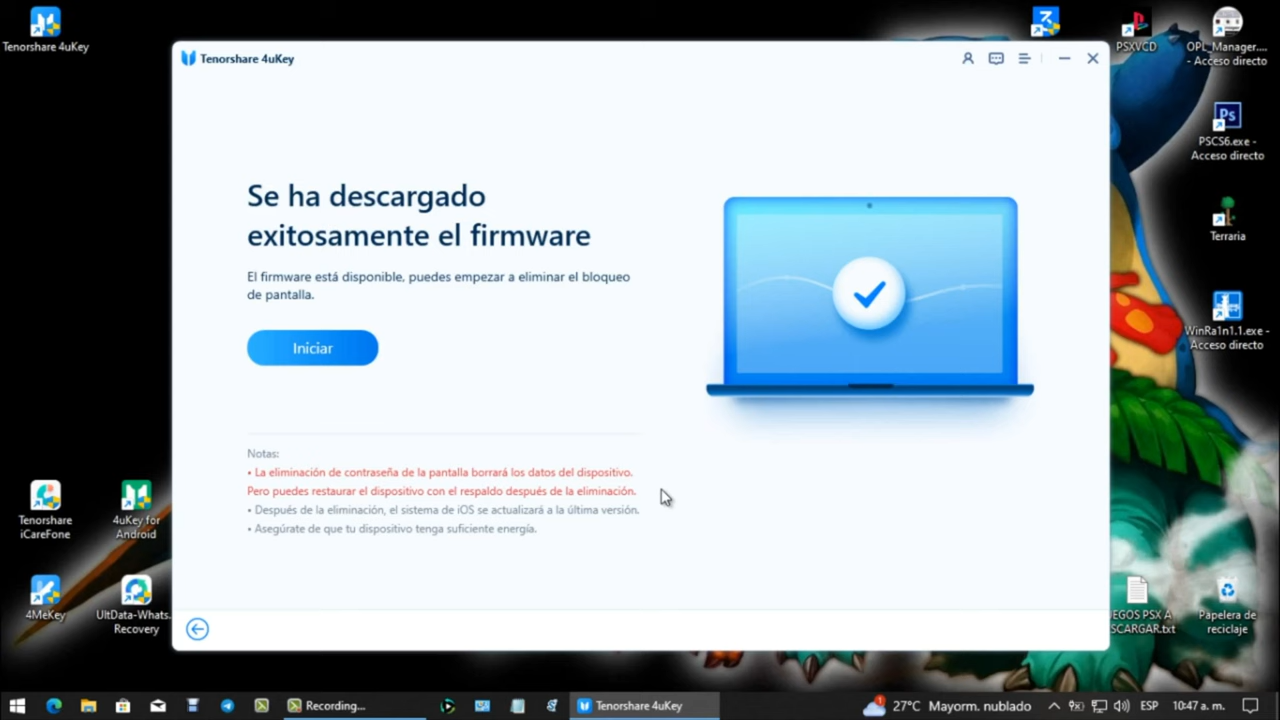 Tenorshare 4uKey
PSXVCD
OPL_Manager....
- Acceso directo
Tenorshare 4uKey
Ps
PSCS6.exe -
Acceso directo
Se ha descargado
exitosamente el firmware
Terraria
El firmware está disponible, puedes empezar a eliminar el bloqueo
de pantalla.
Iniciar
WinRa1n1.1.exe -
Acceso directo
Notas:
• La eliminación de contraseña de la pantalla borrará los datos del dispositivo.
Pero puedes restaurar el dispositivo con el respaldo después de la eliminación.
• Después de la eliminación, el sistema de iOS se actualizará a la última versión.
• Asegúrate de que tu dispositivo tenga suficiente energía.
Tenorshare
iCareFone
4uKey for
Android
4MeKey
UltData-Whats.
Recovery
EGOS PSX A
SCARGAR.txt
Papelera de
reciclaje
Recording...
Tenorshare 4uKey
27°C Mayorm. nublado
ESP
10:47 a. m.